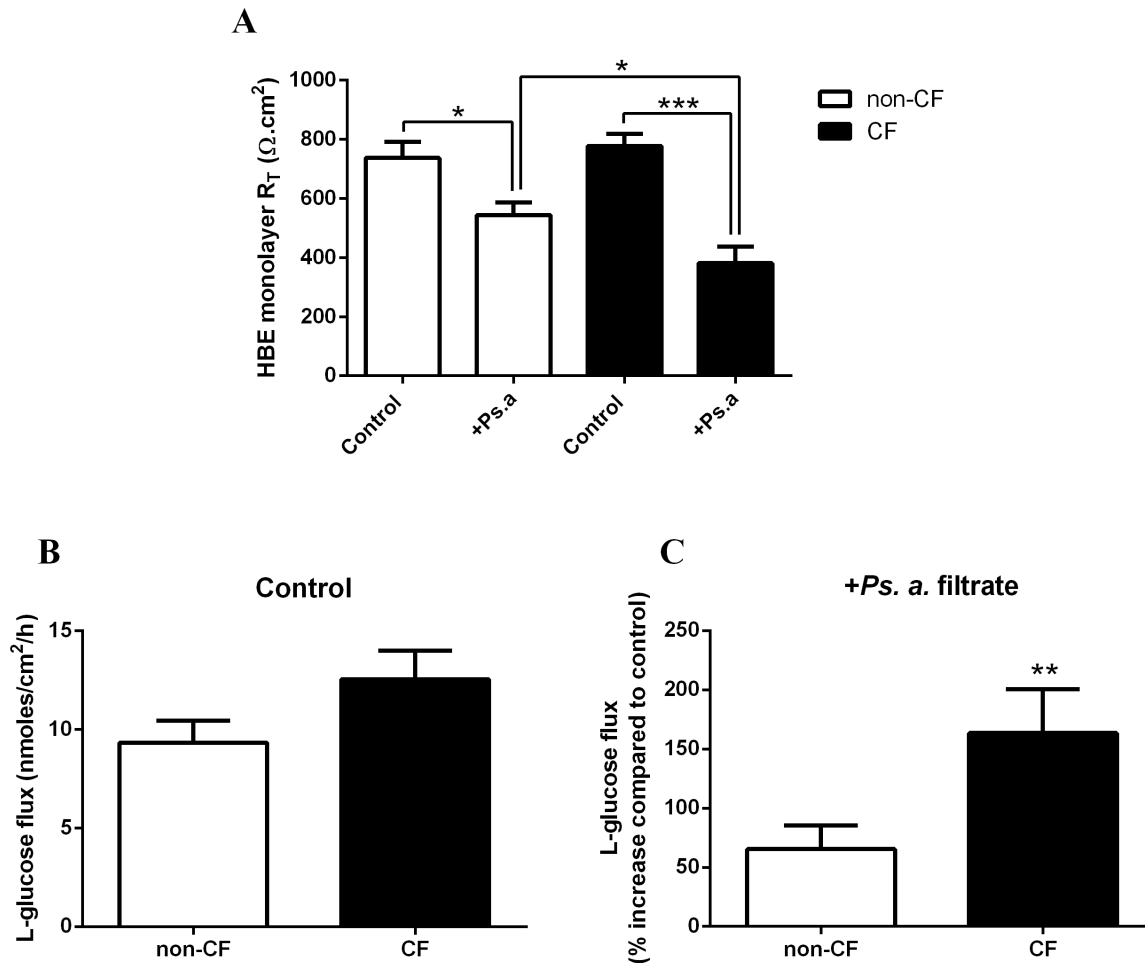 A
HBE monolayer R_T (Ω.cm²)
1000
800
600
400
200
0
*
*
***
Control
+Ps.a
Control
+Ps.a
non-CF
CF
B
Control
L-glucose flux (nmoles/cm²/h)
15
10
5
0
non-CF
CF
C
+Ps. a. filtrate
L-glucose flux
(% increase compared to control)
250
200
150
100
50
0
**
non-CF
CF